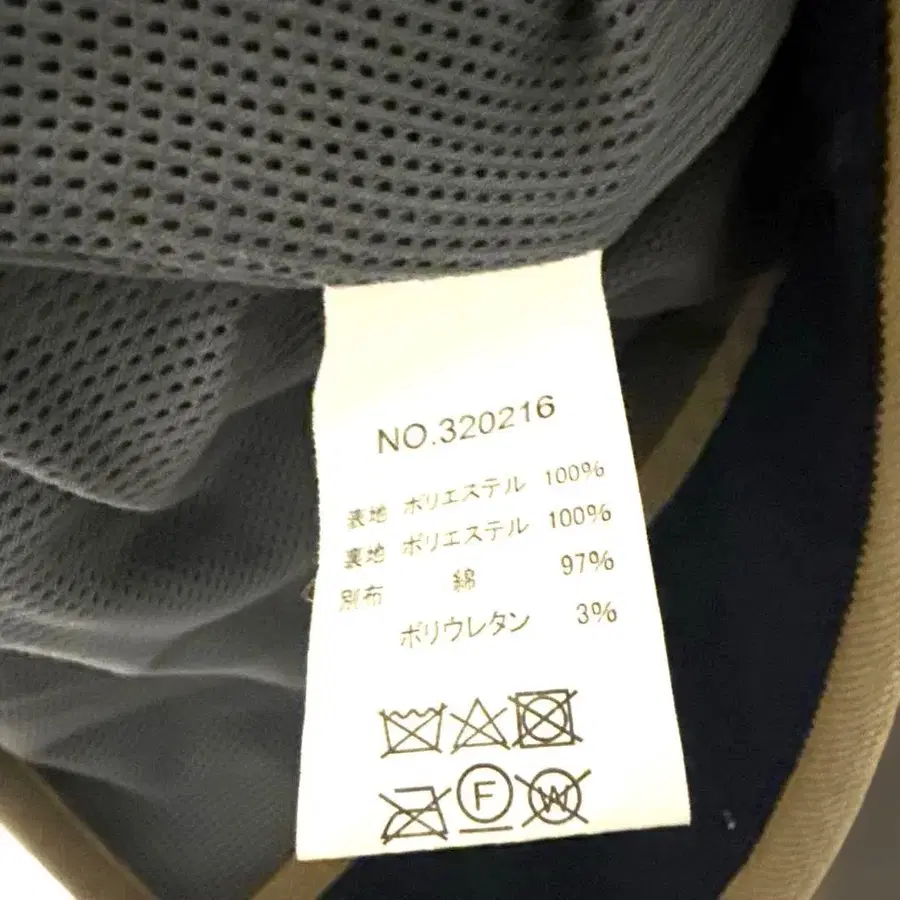 NO.320216
表地 ポリエステル 100%
裏地 ポリエステル 100%
別布 綿 97%
ポリウレタン 3%
F W